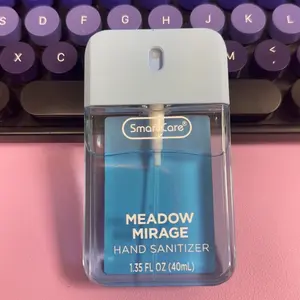 S D F G H J K L
X C V B N M <
SmartCare®
MEADOW
MIRAGE
HAND SANITIZER
1.35 FL OZ (40mL)